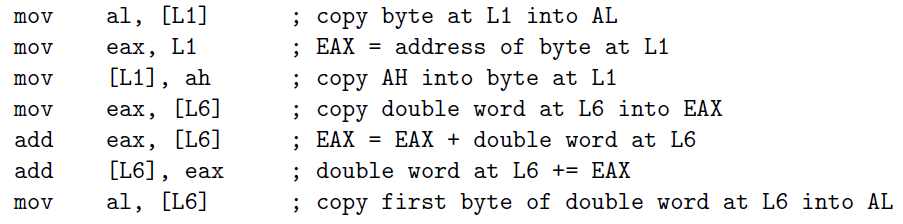 mov al, [L1] ; copy byte at L1 into AL
mov eax, L1 ; EAX = address of byte at L1
mov [L1], ah ; copy AH into byte at L1
mov eax, [L6] ; copy double word at L6 into EAX
add eax, [L6] ; EAX = EAX + double word at L6
add [L6], eax ; double word at L6 += EAX
mov al, [L6] ; copy first byte of double word at L6 into AL